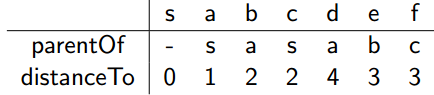 s a b c d e f
parentOf - s a s a b c
distanceTo 0 1 2 2 4 3 3